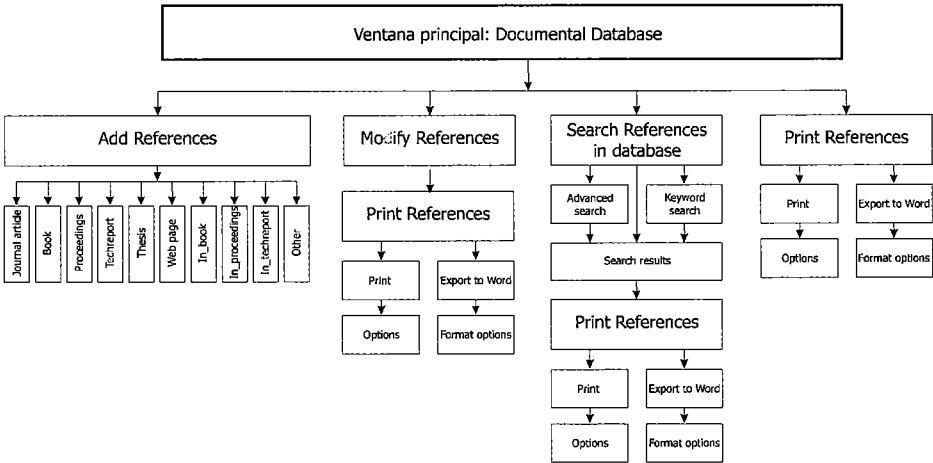 Ventana principal: Documental Database
Add References
Modify References
Search References
in database
Print References
Journal article
Book
Proceedings
Techreport
Thesis
Web page
In_book
In_proceedings
In_techreport
Other
Print References
Print
Export to Word
Options
Format options
Advanced
search
Keyword
search
Search results
Print References
Print
Export to Word
Options
Format options
Print
Export to Word
Options
Format options